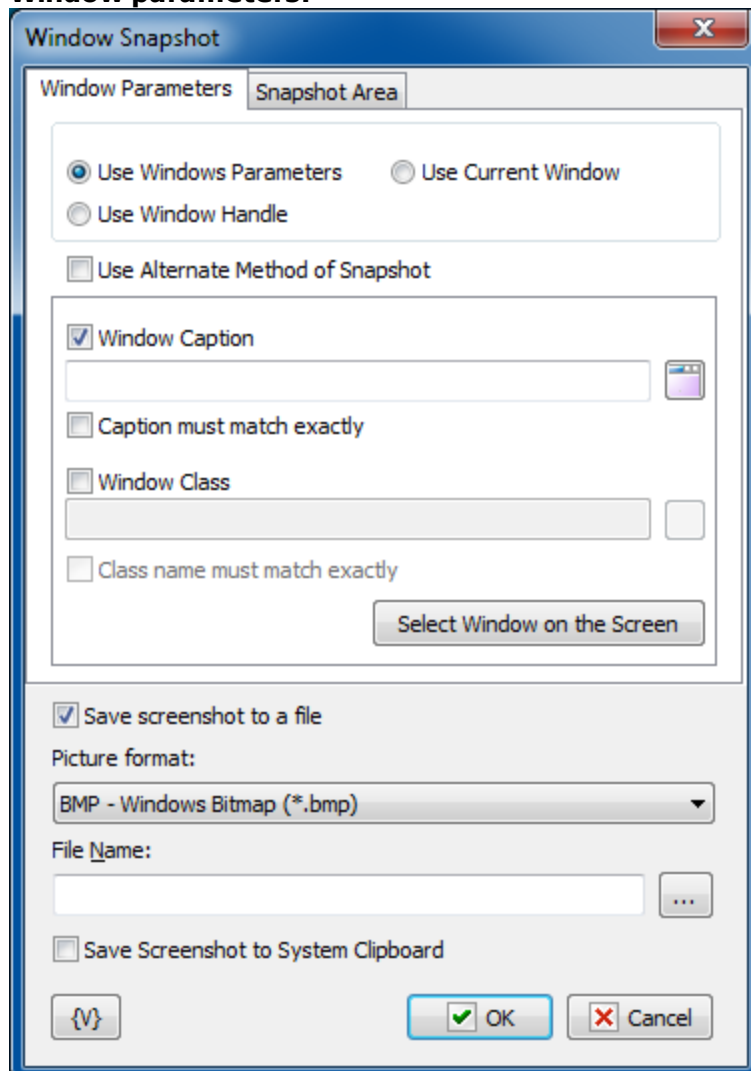 Window parameters:
Window Snapshot
Window Parameters Snapshot Area
Use Windows Parameters Use Current Window
Use Window Handle
Use Alternate Method of Snapshot
Window Caption
Caption must match exactly
Window Class
Class name must match exactly
Select Window on the Screen
Save screenshot to a file
Picture format:
BMP - Windows Bitmap (*.bmp)
File Name:
...
Save Screenshot to System Clipboard
{V} OK Cancel